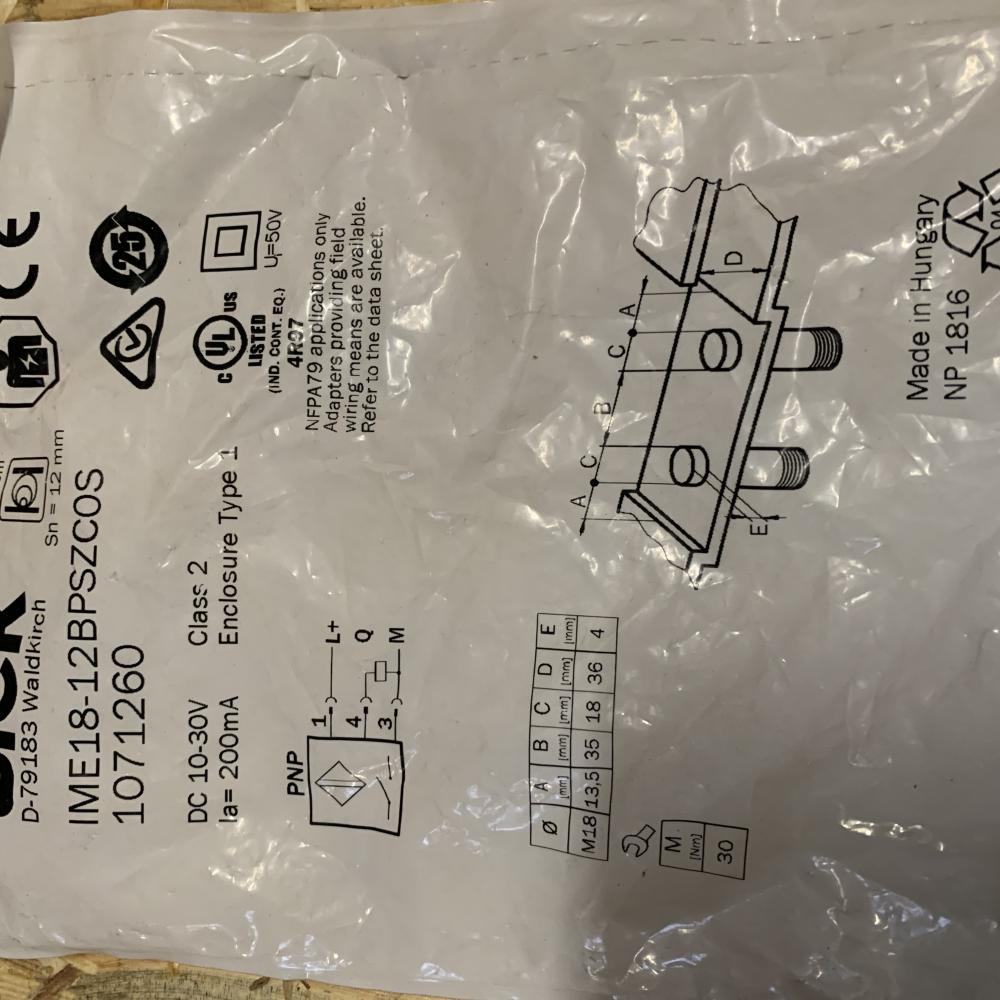 SICK
D-79183 Waldkirch
IME18-12BPSZC0S
1071260
Sn = 12 mm
CE
25
DC 10-30V Class 2
Ia= 200mA Enclosure Type 1
C UL US
LISTED
(IND. CONT. EQ.)
4R07
Ui=50V
NFPA79 applications only
Adapters providing field
wiring means are available.
Refer to the data sheet.
PNP
1 L+
4 Q
3 M
Ø A [mm] B [mm] C [mm] D [mm] E [mm]
M18 13,5 35 18 36 4
M [Nm]
30
A C B C A
D
E
Made in Hungary
NP 1816